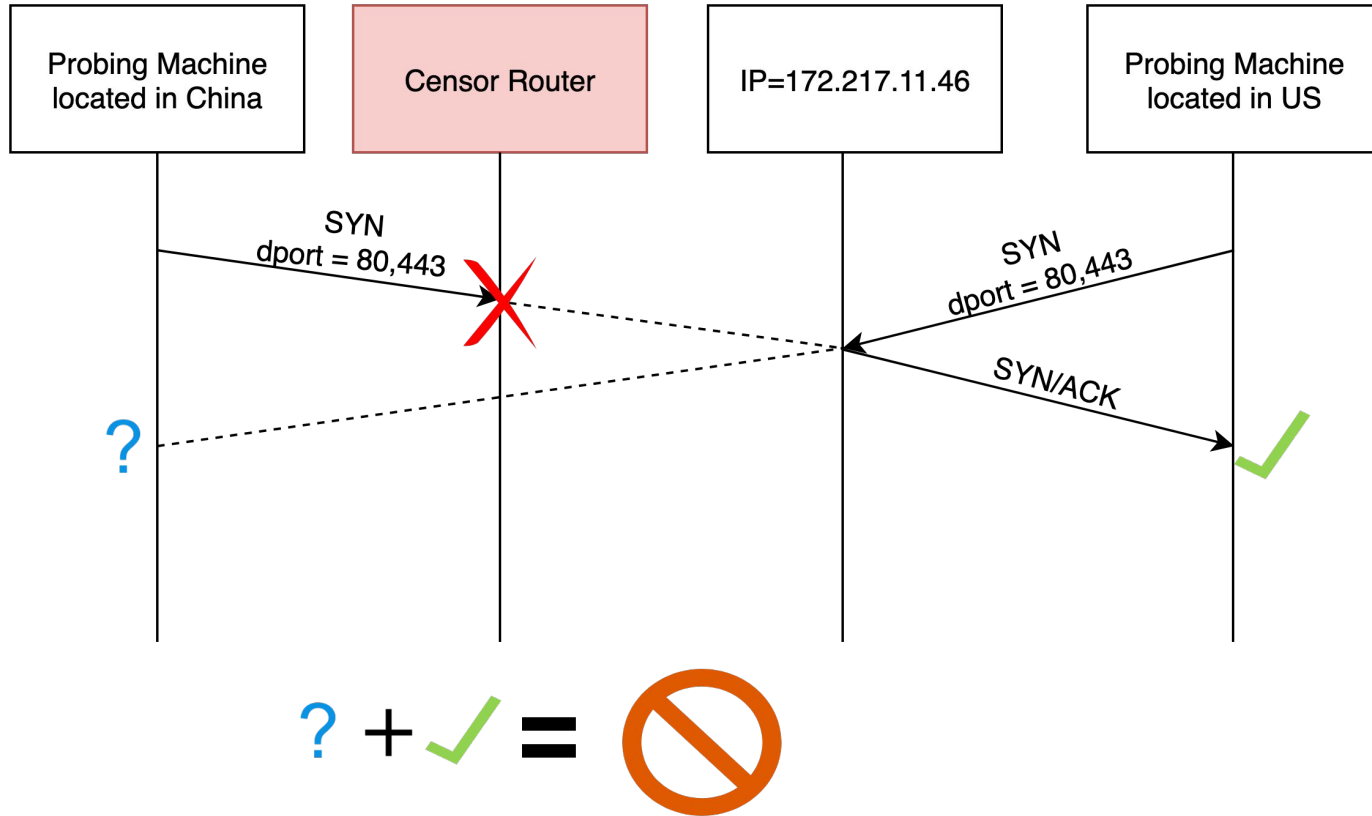 Probing Machine
located in China
Censor Router
IP=172.217.11.46
Probing Machine
located in US
SYN
dport = 80,443
SYN
dport = 80,443
SYN/ACK
?
? + =